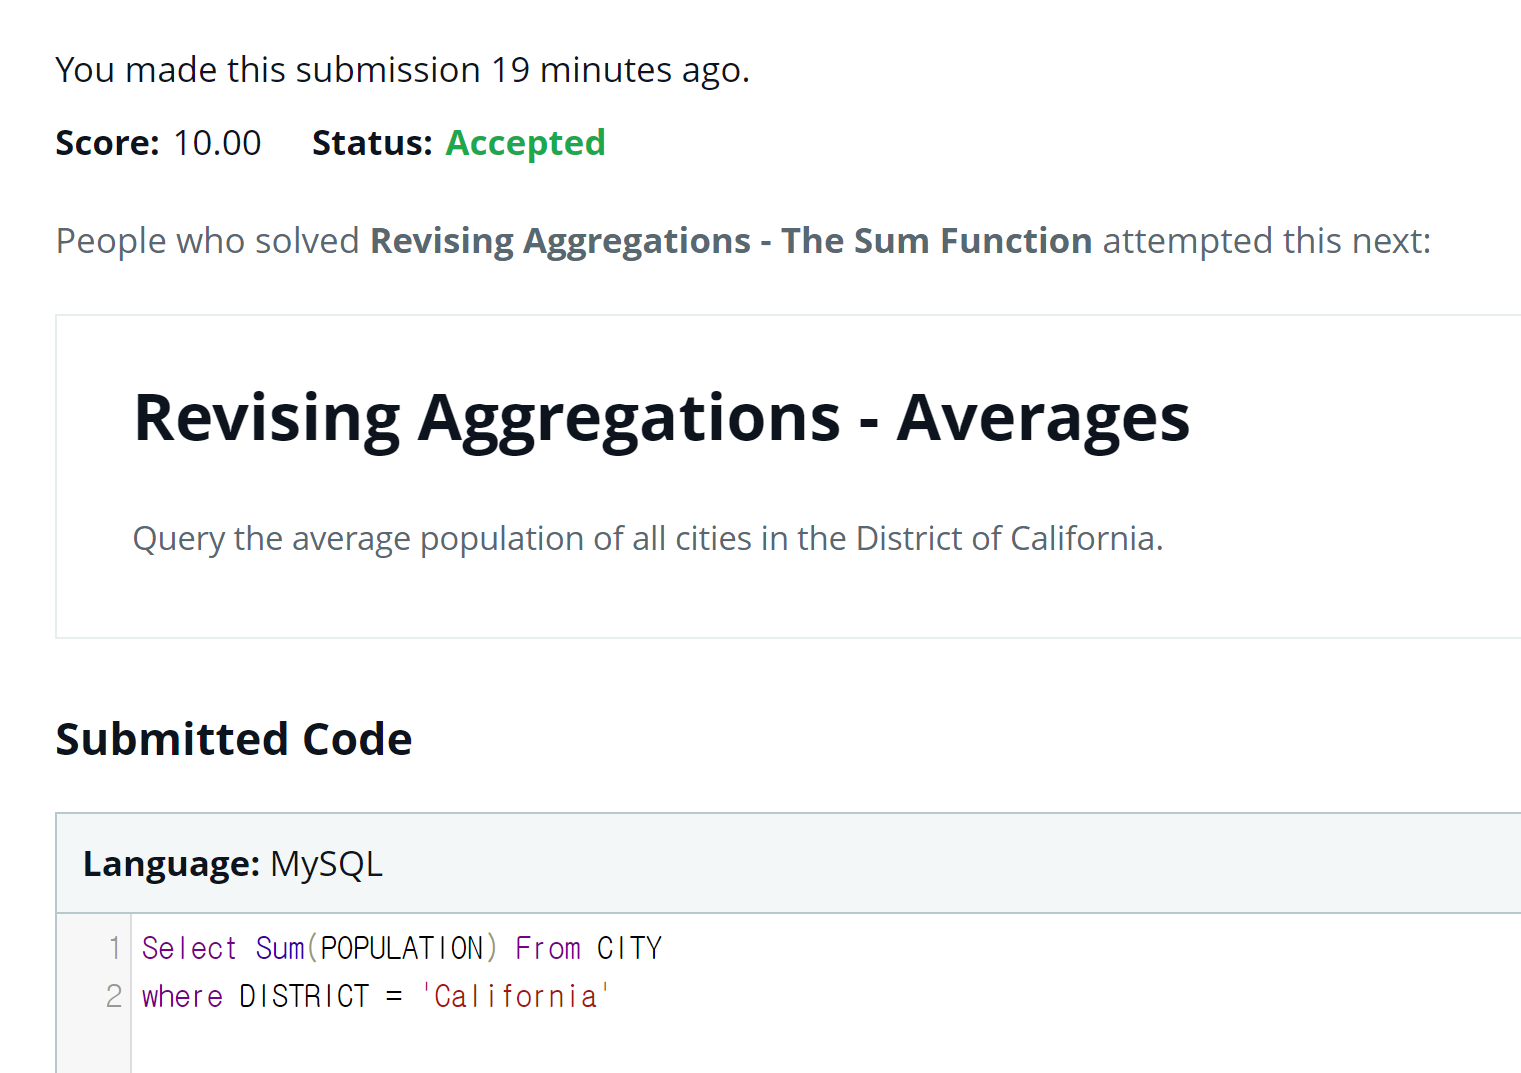 You made this submission 19 minutes ago.
Score: 10.00 Status: Accepted
People who solved Revising Aggregations - The Sum Function attempted this next:
Revising Aggregations - Averages
Query the average population of all cities in the District of California.
Submitted Code
Language: MySQL
1 Select Sum(POPULATION) From CITY
2 where DISTRICT = 'California'